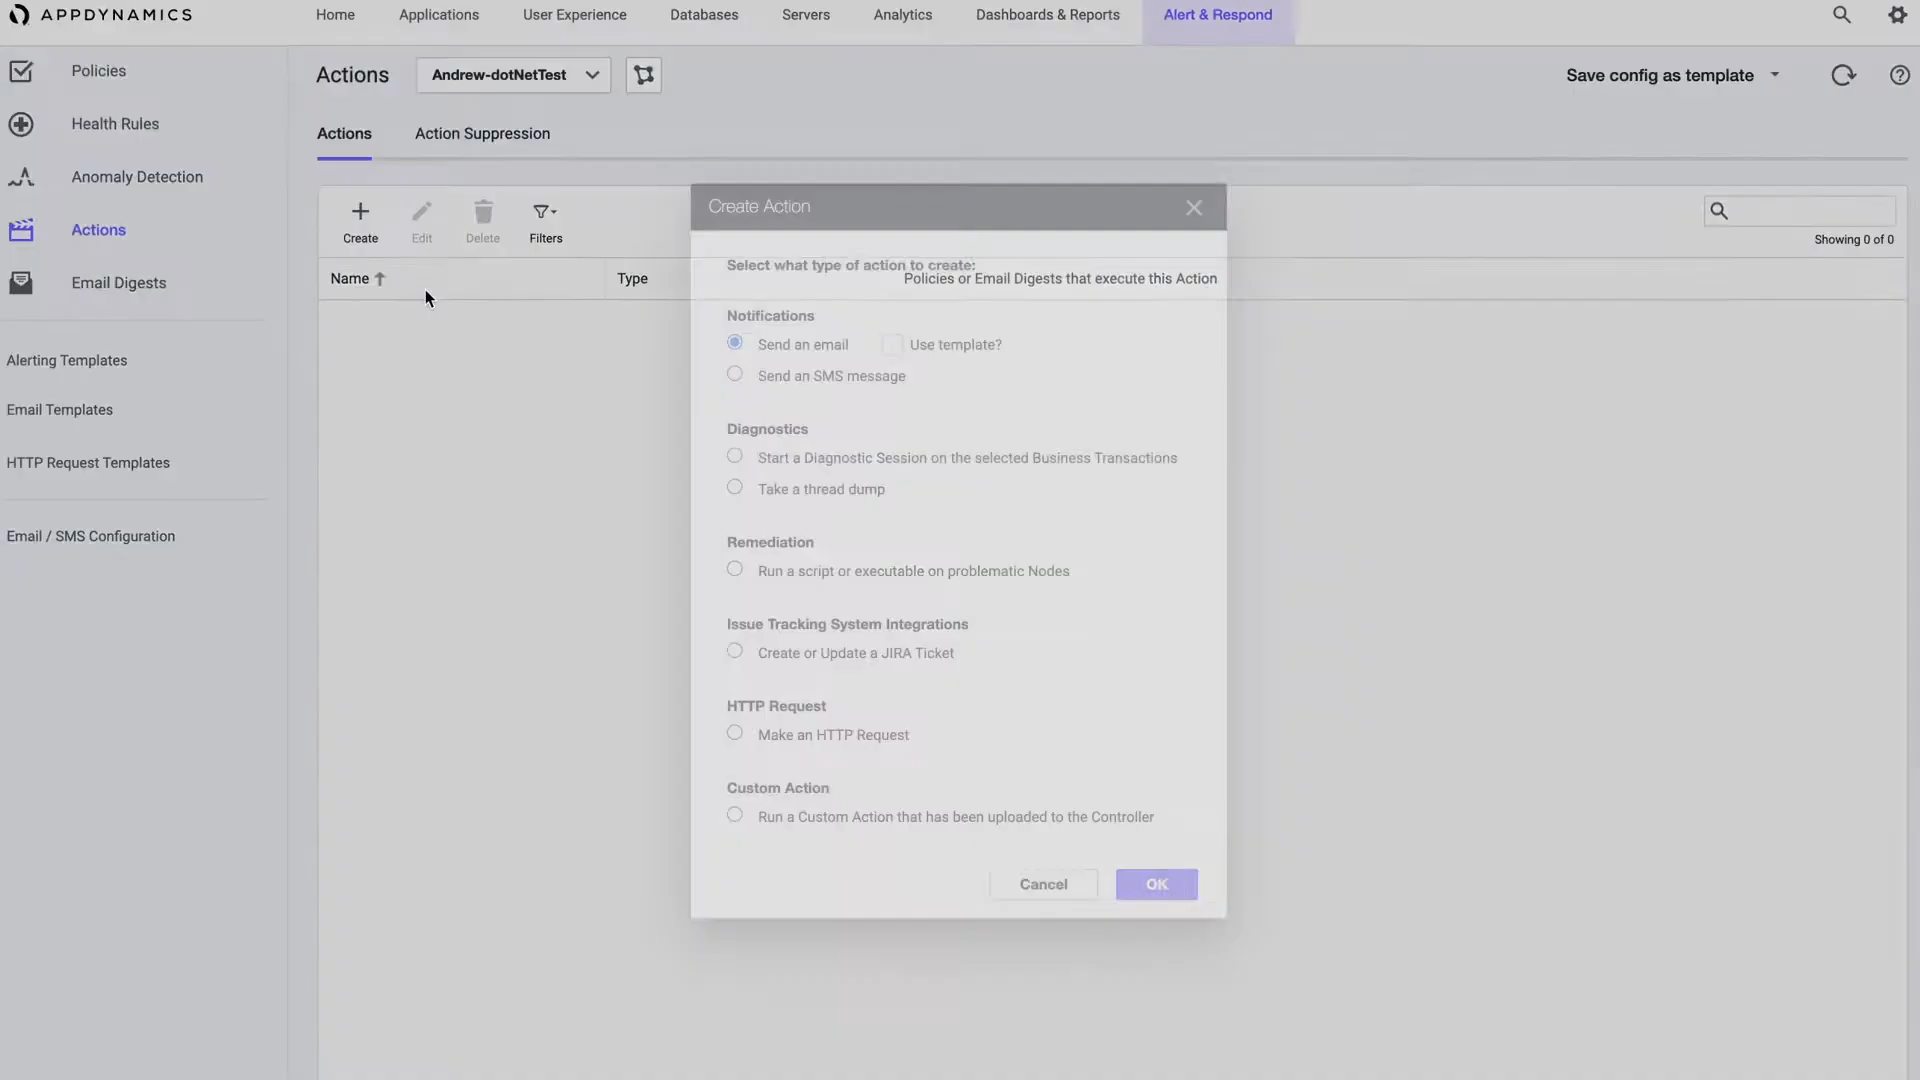 APPDYNAMICS
Home Applications User Experience Databases Servers Analytics Dashboards & Reports Alert & Respond
Policies
Health Rules
Anomaly Detection
Actions
Email Digests
Alerting Templates
Email Templates
HTTP Request Templates
Email / SMS Configuration
Actions Andrew-dotNetTest Save config as template
Actions Action Suppression
Create Edit Delete Filters
Showing 0 of 0
Name Type Policies or Email Digests that execute this Action
Create Action
Select what type of action to create:
Notifications
Send an email Use template?
Send an SMS message
Diagnostics
Start a Diagnostic Session on the selected Business Transactions
Take a thread dump
Remediation
Run a script or executable on problematic Nodes
Issue Tracking System Integrations
Create or Update a JIRA Ticket
HTTP Request
Make an HTTP Request
Custom Action
Run a Custom Action that has been uploaded to the Controller
Cancel OK